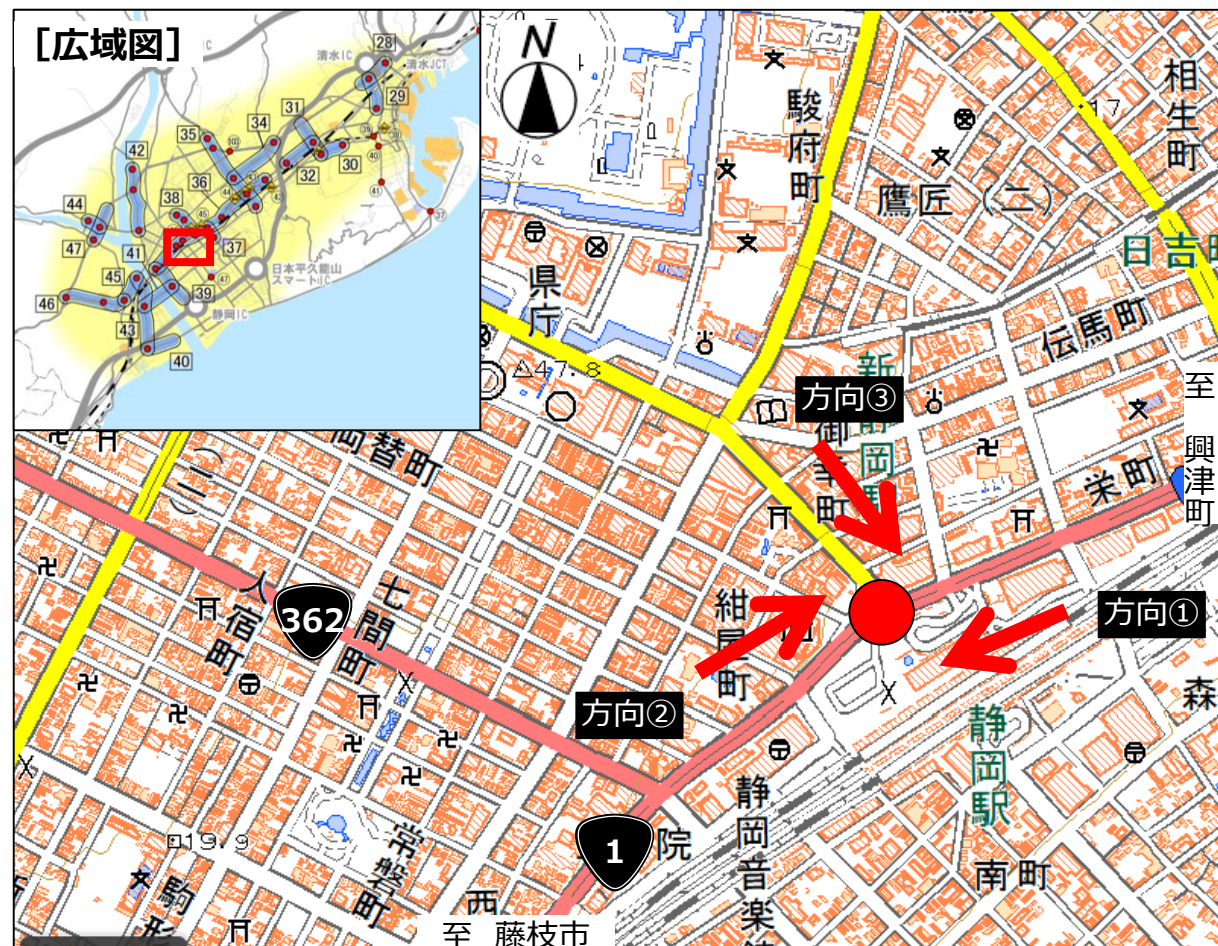 [広域図]
清水IC
清水JCT
28
29
31
34
35
30
32
36
42
38
44
47
41
37
45
46
39
43
40
日本平久能山
スマートIC
静岡IC
N
駿府町
相生町
17
鷹匠(二)
日吉町
県庁
伝馬町
新静岡駅
方向③
御幸町
47.8
両替町
(二)
至 興津町
栄町
人宿町
362
七間町
紺屋町
方向①
方向②
森
静岡駅
静岡音楽
院
1
19.9
常磐町
南町
駒形
西
至 藤枝市